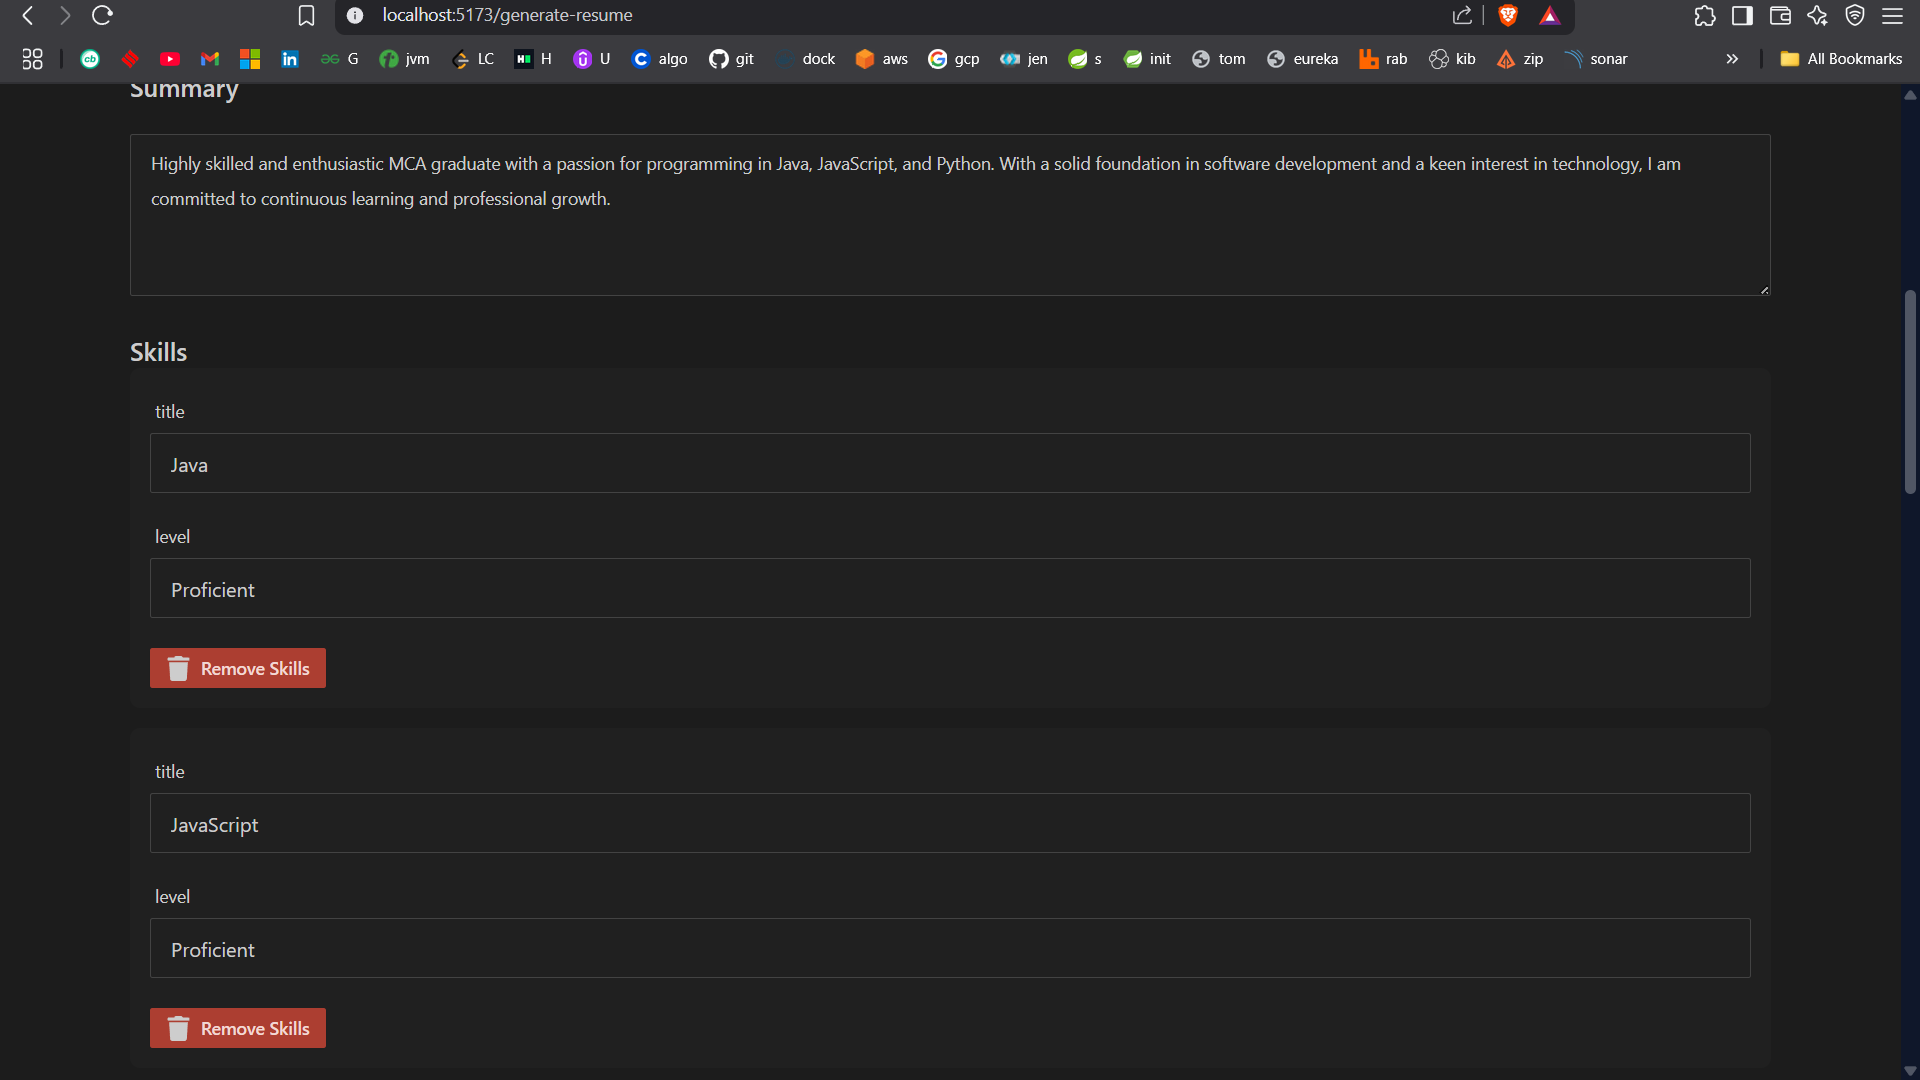 localhost:5173/generate-resume
G jvm LC H U algo git dock aws gcp jen s init tom eureka rab kib zip sonar » All Bookmarks
Summary
Highly skilled and enthusiastic MCA graduate with a passion for programming in Java, JavaScript, and Python. With a solid foundation in software development and a keen interest in technology, I am
committed to continuous learning and professional growth.
Skills
title
Java
level
Proficient
Remove Skills
title
JavaScript
level
Proficient
Remove Skills